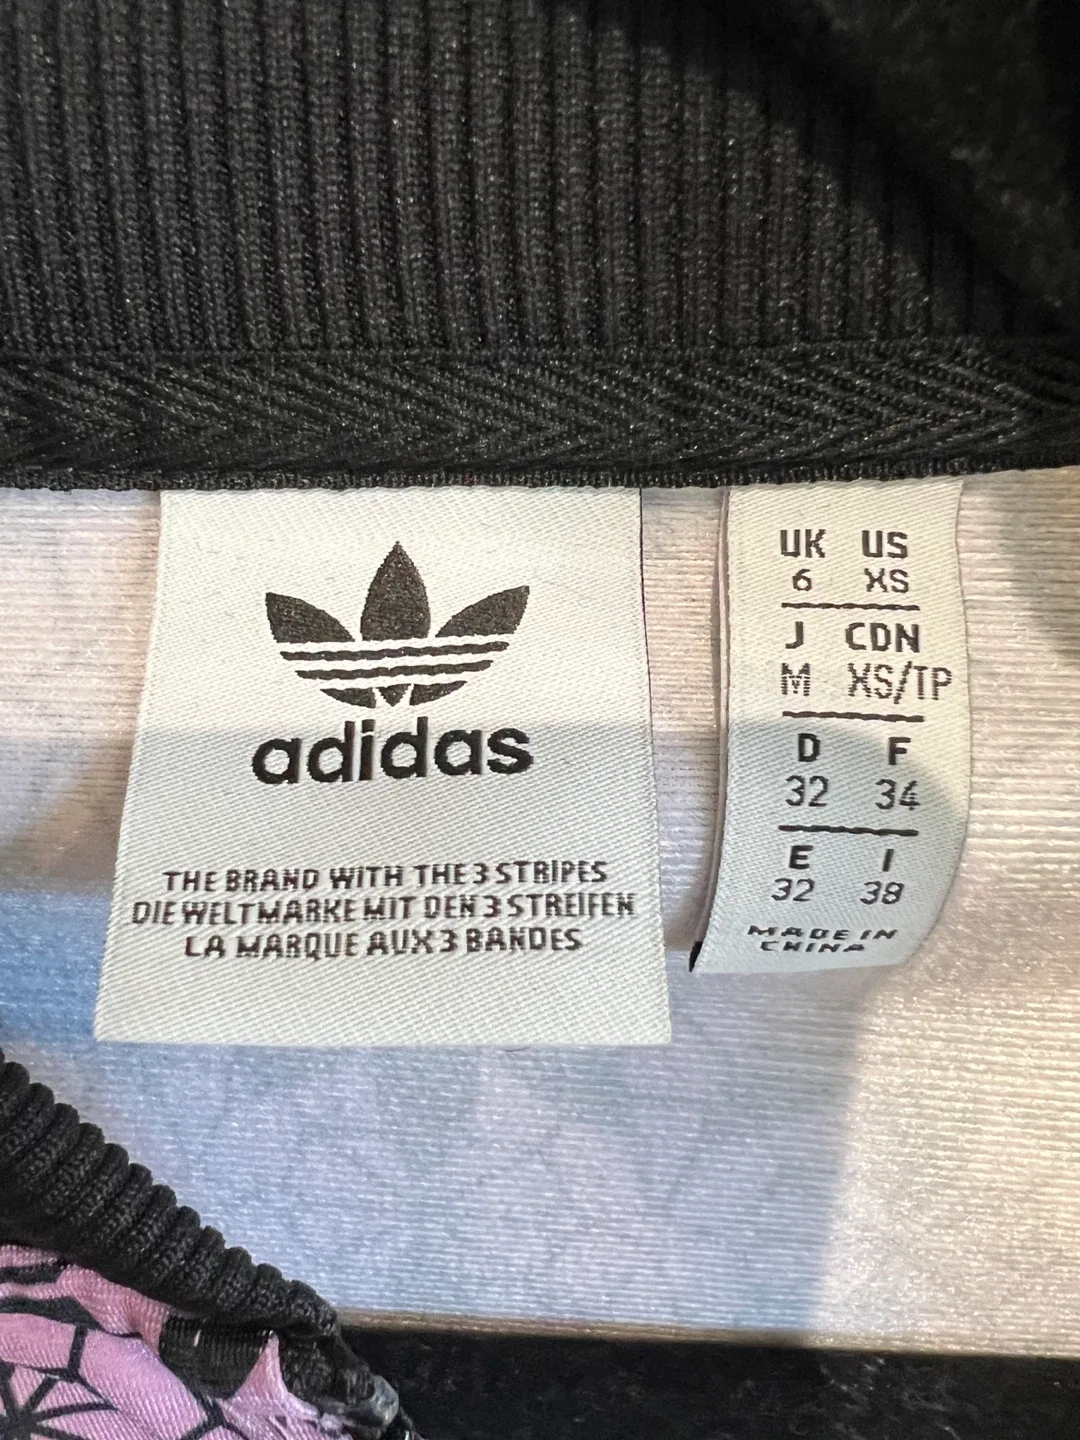 adidas
THE BRAND WITH THE 3 STRIPES
DIE WELTMARKE MIT DEN 3 STREIFEN
LA MARQUE AUX 3 BANDES
UK US
6 XS
J CDN
M XS/TP
D F
32 34
E I
32 38
MADE IN
CHINA